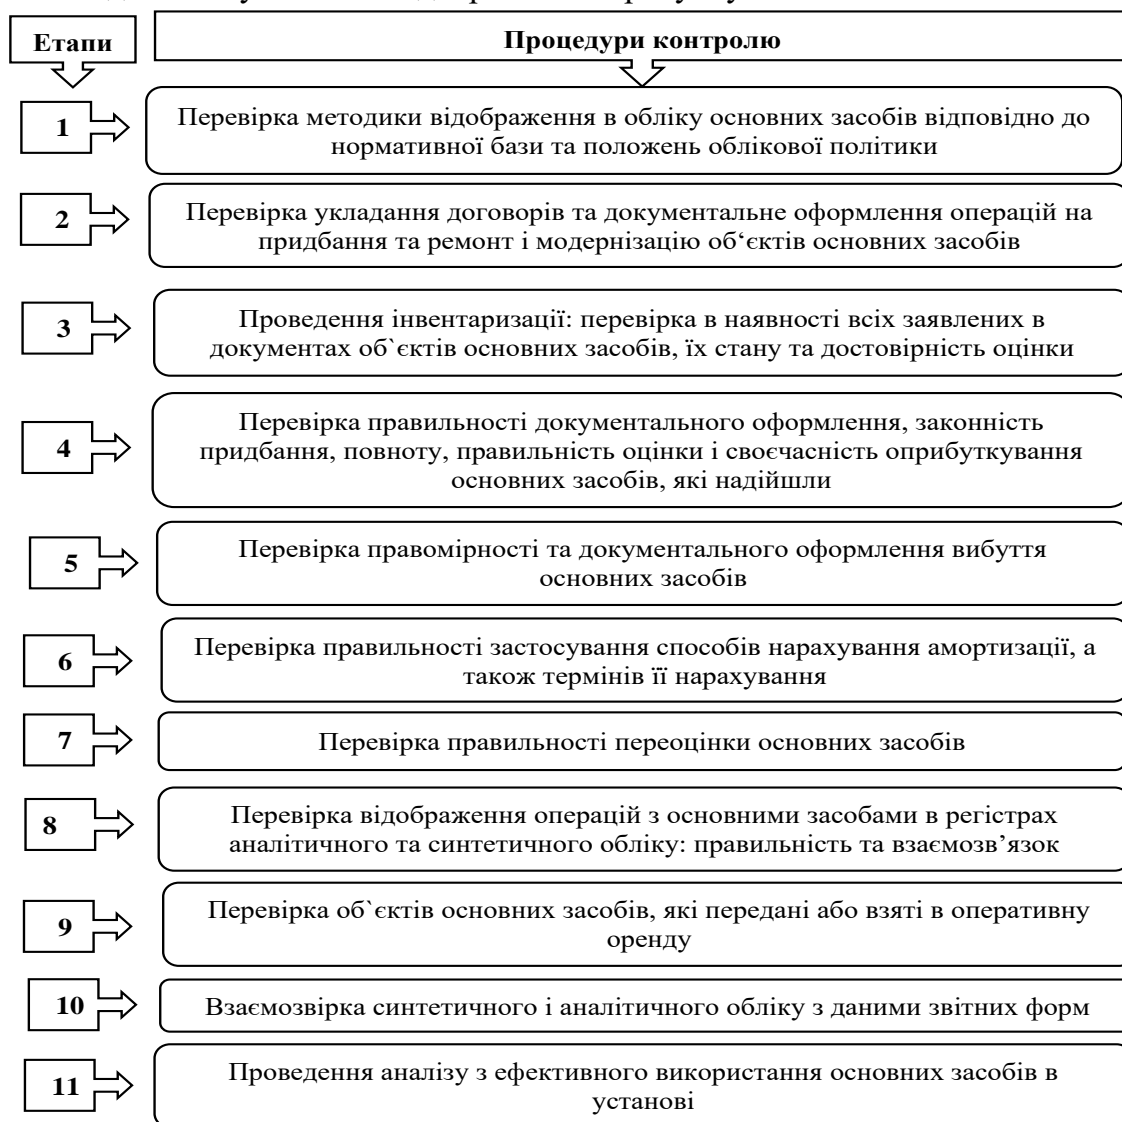 Етапи
Процедури контролю
1
Перевірка методики відображення в обліку основних засобів відповідно до
нормативної бази та положень облікової політики
2
Перевірка укладання договорів та документальне оформлення операцій на
придбання та ремонт і модернізацію об‘єктів основних засобів
3
Проведення інвентаризації: перевірка в наявності всіх заявлених в
документах об`єктів основних засобів, їх стану та достовірність оцінки
4
Перевірка правильності документального оформлення, законність
придбання, повноту, правильність оцінки і своєчасність оприбуткування
основних засобів, які надійшли
5
Перевірка правомірності та документального оформлення вибуття
основних засобів
6
Перевірка правильності застосування способів нарахування амортизації, а
також термінів її нарахування
7
Перевірка правильності переоцінки основних засобів
8
Перевірка відображення операцій з основними засобами в регістрах
аналітичного та синтетичного обліку: правильність та взаємозв’язок
9
Перевірка об`єктів основних засобів, які передані або взяті в оперативну
оренду
10
Взаємозвірка синтетичного і аналітичного обліку з даними звітних форм
11
Проведення аналізу з ефективного використання основних засобів в
установі